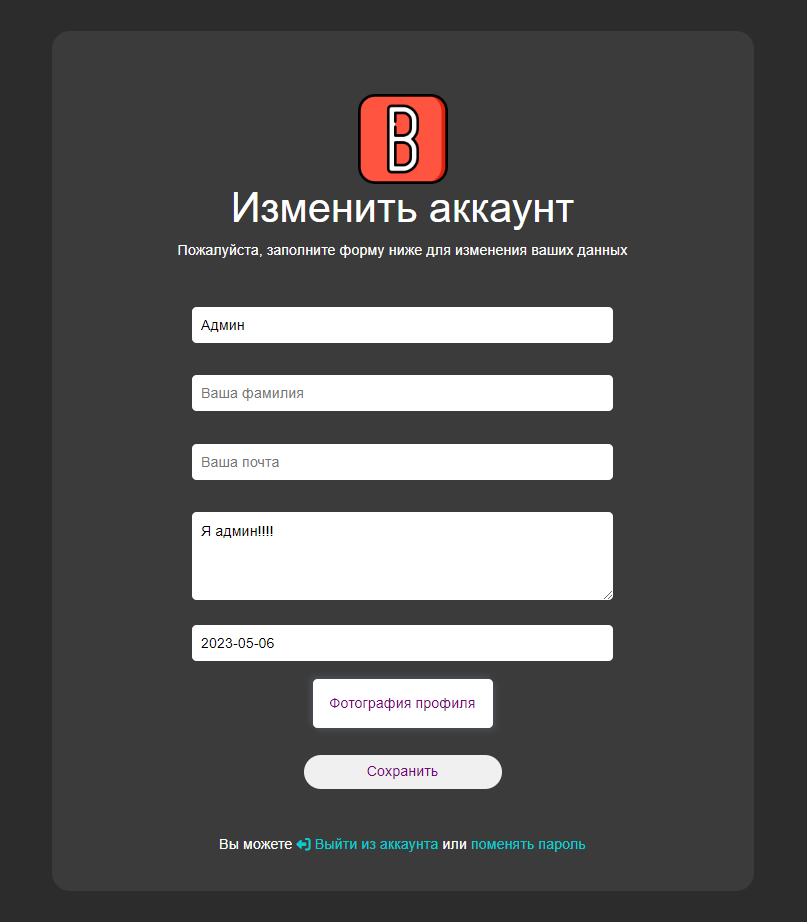 B
Изменить аккаунт
Пожалуйста, заполните форму ниже для изменения ваших данных
Админ
Ваша фамилия
Ваша почта
Я админ!!!!
2023-05-06
Фотография профиля
Сохранить
Вы можете Выйти из аккаунта или поменять пароль